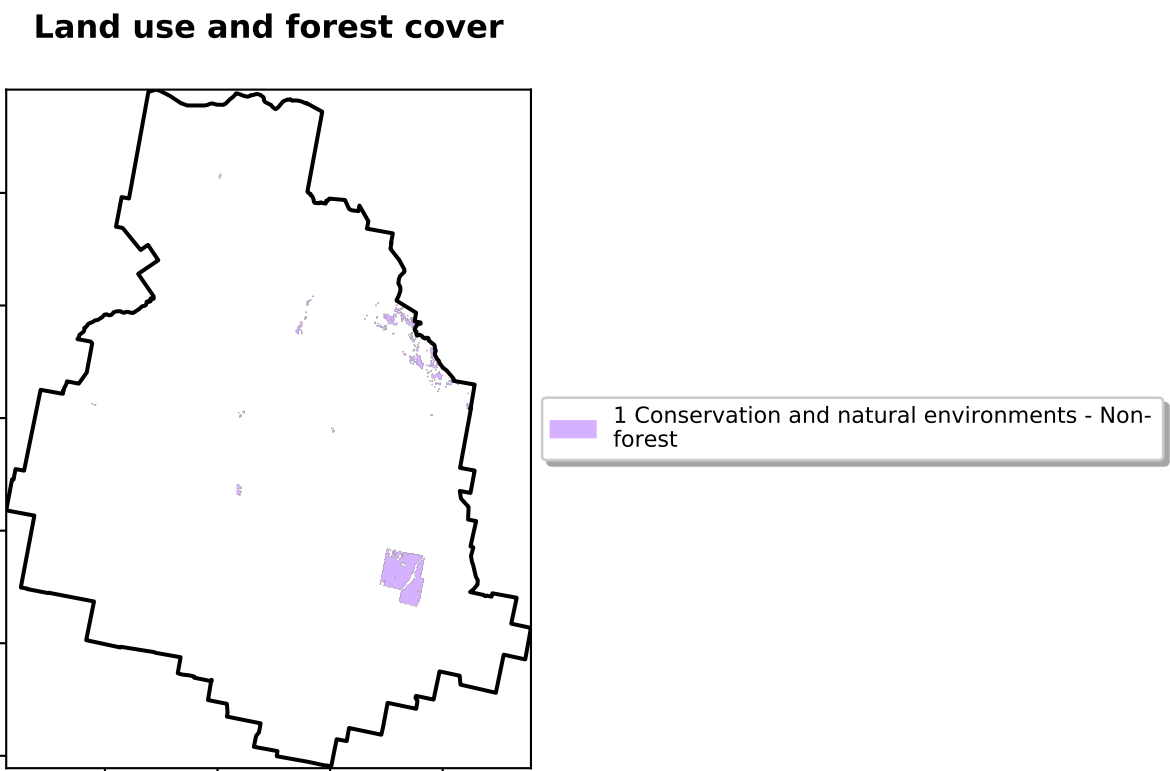 Land use and forest cover
1 Conservation and natural environments - Non-
forest